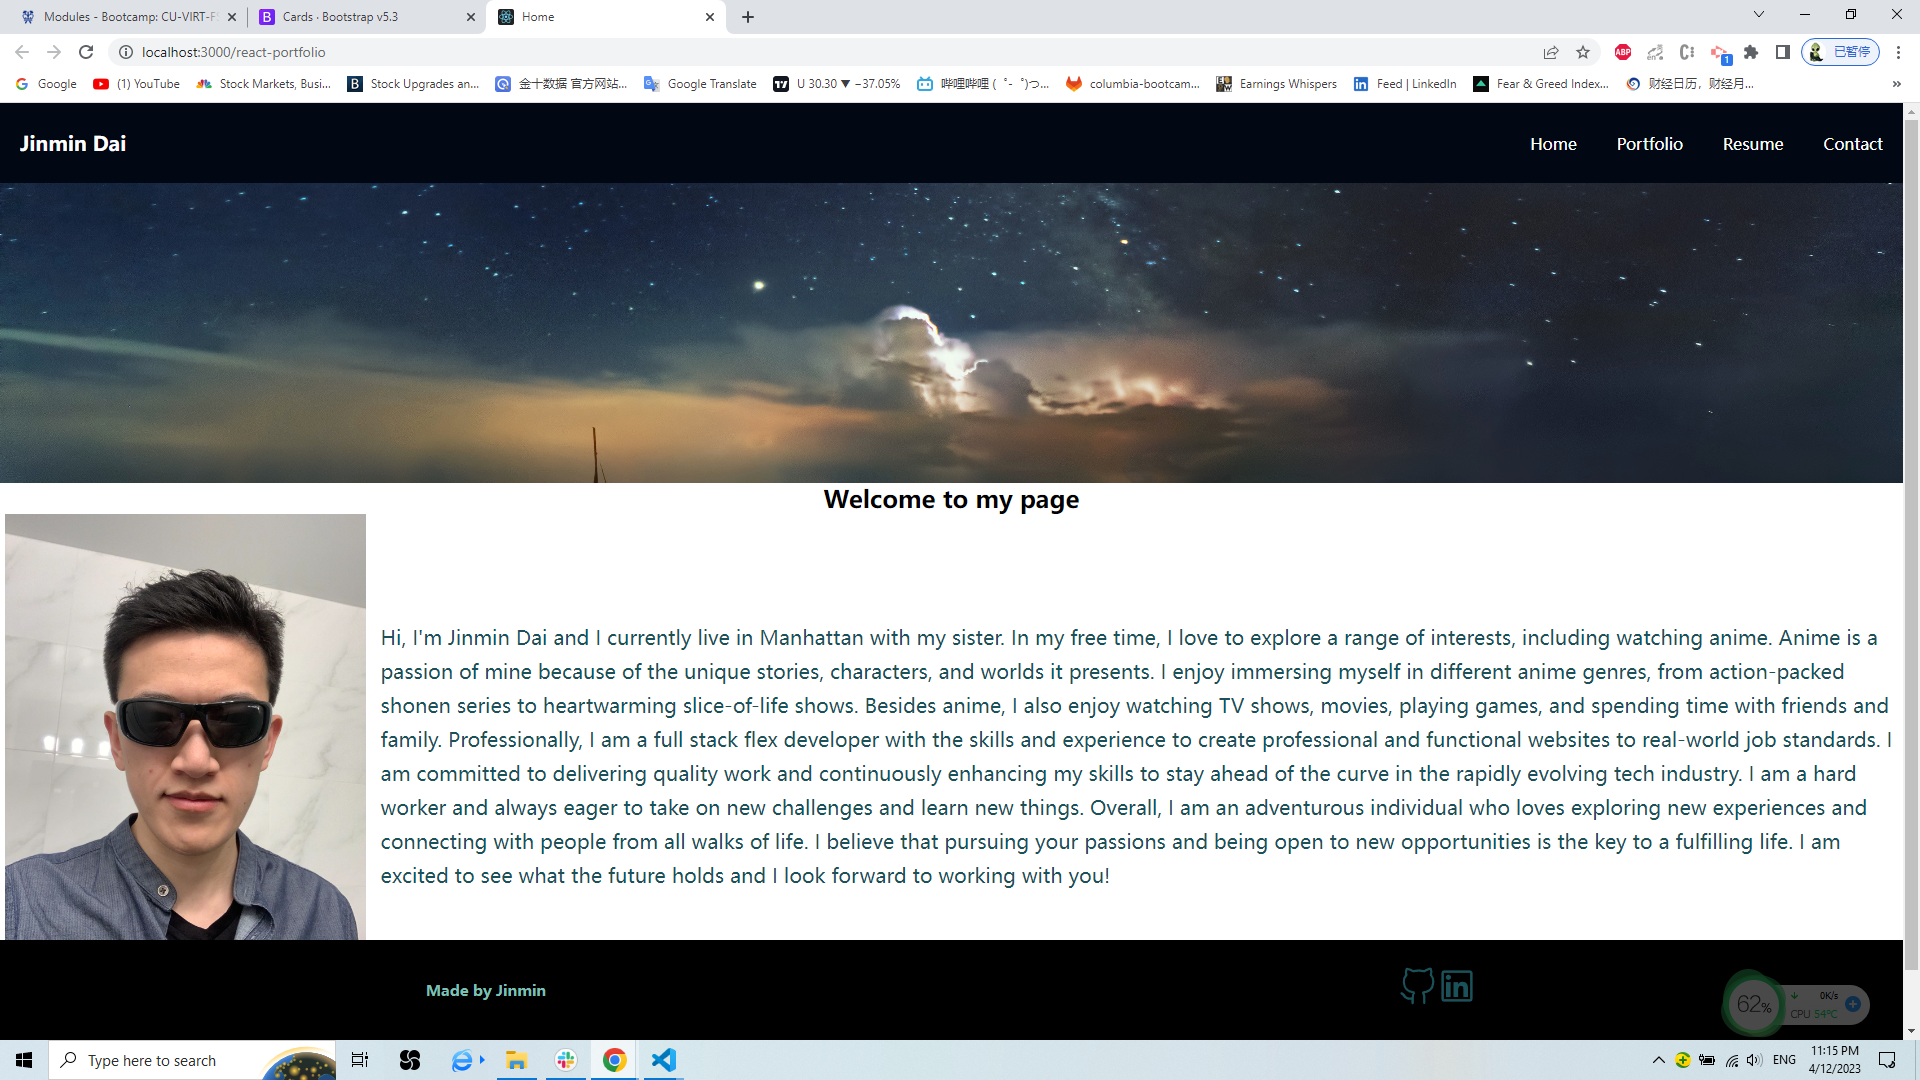 Modules - Bootcamp: CU-VIRT-FS
Cards · Bootstrap v5.3
Home
localhost:3000/react-portfolio
ABP
1
已暂停
Google
(1) YouTube
Stock Markets, Busi...
Stock Upgrades an...
金十数据 官方网站...
Google Translate
U 30.30 ▼ −37.05%
哔哩哔哩 (゜-゜)つ...
columbia-bootcam...
Earnings Whispers
Feed | LinkedIn
Fear & Greed Index...
财经日历，财经月...
»
Jinmin Dai
Home
Portfolio
Resume
Contact
Welcome to my page
Hi, I'm Jinmin Dai and I currently live in Manhattan with my sister. In my free time, I love to explore a range of interests, including watching anime. Anime is a
passion of mine because of the unique stories, characters, and worlds it presents. I enjoy immersing myself in different anime genres, from action-packed
shonen series to heartwarming slice-of-life shows. Besides anime, I also enjoy watching TV shows, movies, playing games, and spending time with friends and
family. Professionally, I am a full stack flex developer with the skills and experience to create professional and functional websites to real-world job standards. I
am committed to delivering quality work and continuously enhancing my skills to stay ahead of the curve in the rapidly evolving tech industry. I am a hard
worker and always eager to take on new challenges and learn new things. Overall, I am an adventurous individual who loves exploring new experiences and
connecting with people from all walks of life. I believe that pursuing your passions and being open to new opportunities is the key to a fulfilling life. I am
excited to see what the future holds and I look forward to working with you!
Made by Jinmin
in
62%
0K/s
CPU 54°C
Type here to search
ENG
11:15 PM
4/12/2023